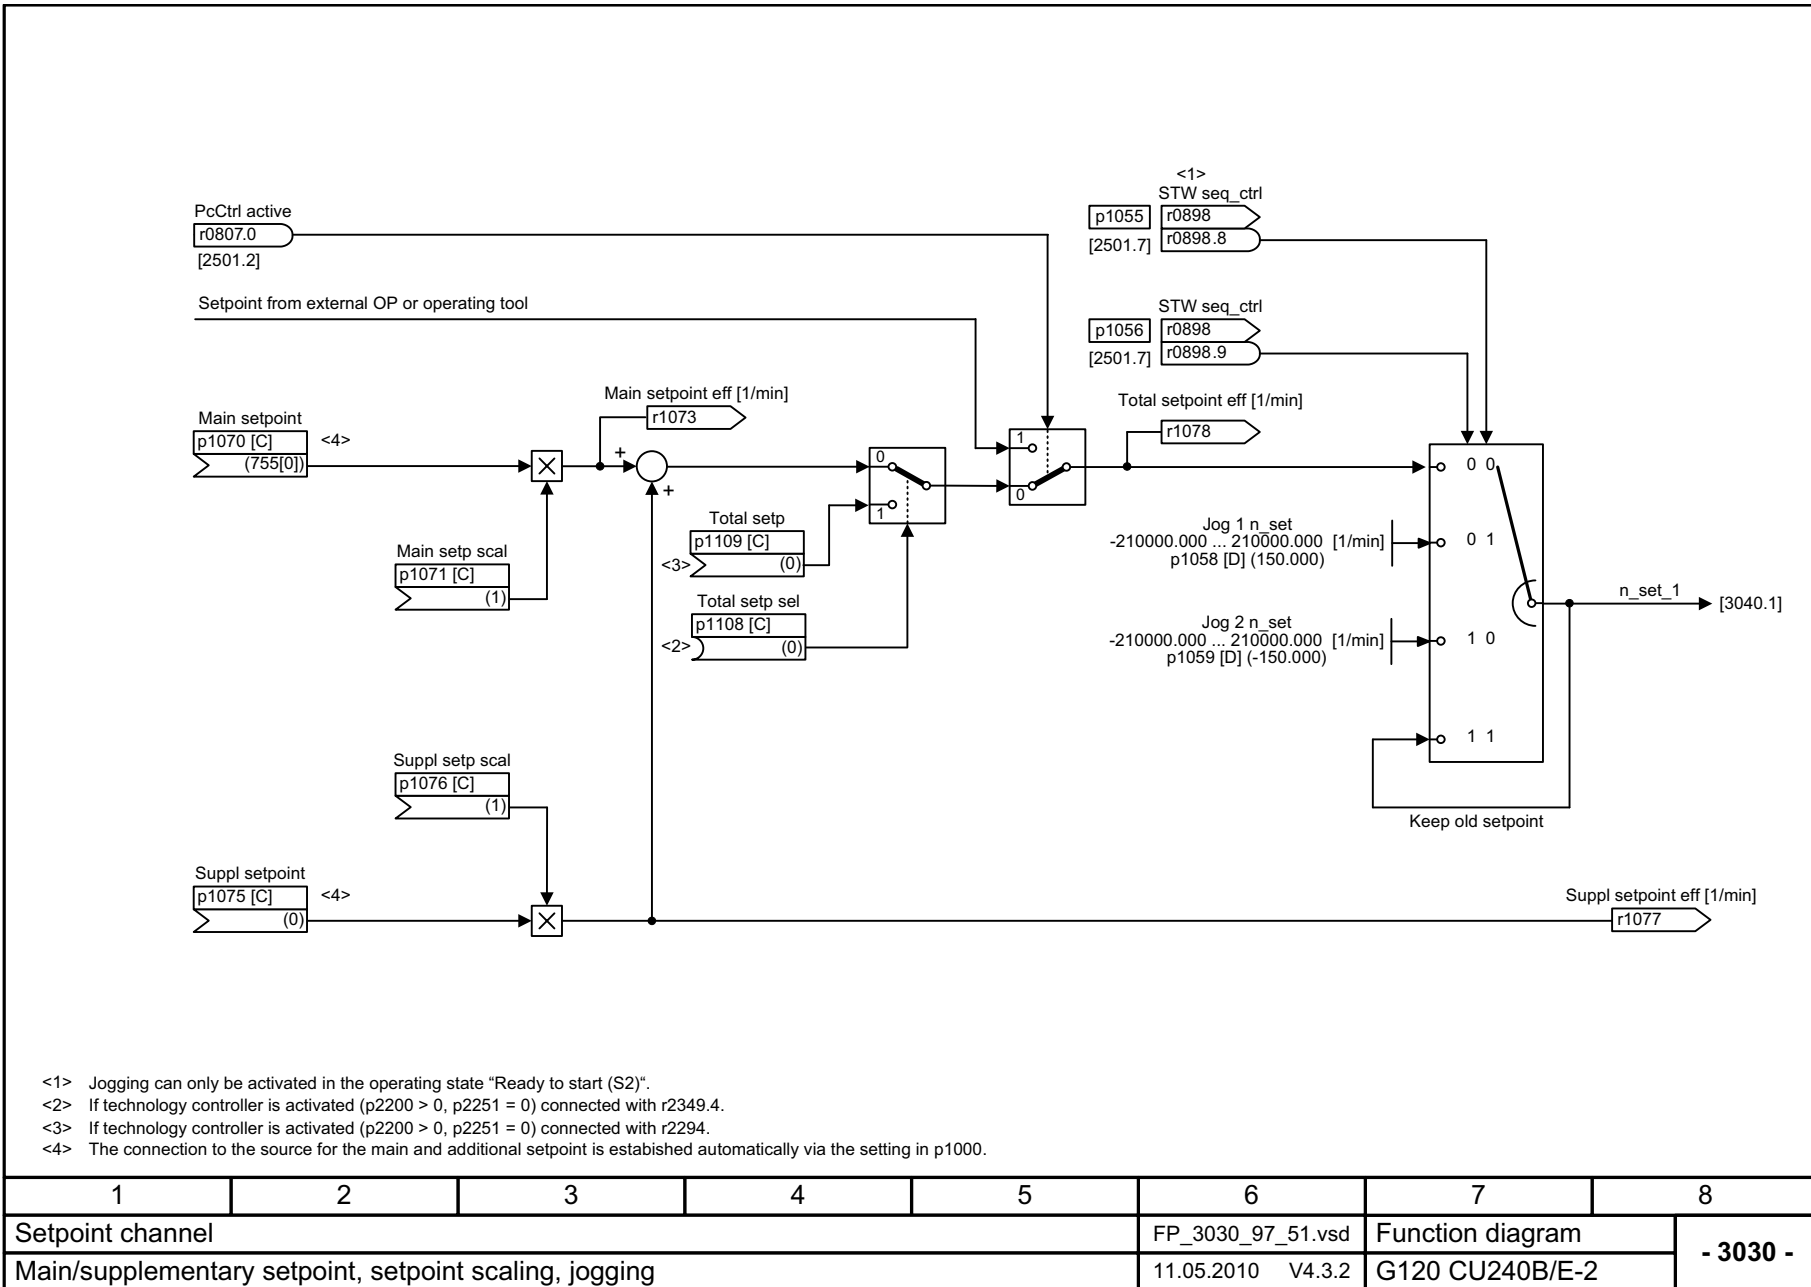 <1>
STW seq_ctrl
PcCtrl active
p1055
r0898
r0807.0
[2501.7]
r0898.8
[2501.2]
Setpoint from external OP or operating tool
STW seq_ctrl
p1056
r0898
[2501.7]
r0898.9
Main setpoint eff [1/min]
r1073
Total setpoint eff [1/min]
r1078
Main setpoint
p1070 [C]
<4>
(755[0])
+
+
0
1
1
0
0 0
Total setp
p1109 [C]
<3>
(0)
Jog 1 n_set
-210000.000 ... 210000.000 [1/min]
p1058 [D] (150.000)
0 1
Main setp scal
p1071 [C]
(1)
Total setp sel
p1108 [C]
<2>
(0)
n_set_1
[3040.1]
Jog 2 n_set
-210000.000 ... 210000.000 [1/min]
p1059 [D] (-150.000)
1 0
1 1
Suppl setp scal
p1076 [C]
(1)
Keep old setpoint
Suppl setpoint
p1075 [C]
<4>
(0)
Suppl setpoint eff [1/min]
r1077
<1> Jogging can only be activated in the operating state “Ready to start (S2)“.
<2> If technology controller is activated (p2200 > 0, p2251 = 0) connected with r2349.4.
<3> If technology controller is activated (p2200 > 0, p2251 = 0) connected with r2294.
<4> The connection to the source for the main and additional setpoint is estabished automatically via the setting in p1000.
1 2 3 4 5 6 7 8
Setpoint channel
FP_3030_97_51.vsd
Function diagram
- 3030 -
Main/supplementary setpoint, setpoint scaling, jogging
11.05.2010 V4.3.2
G120 CU240B/E-2